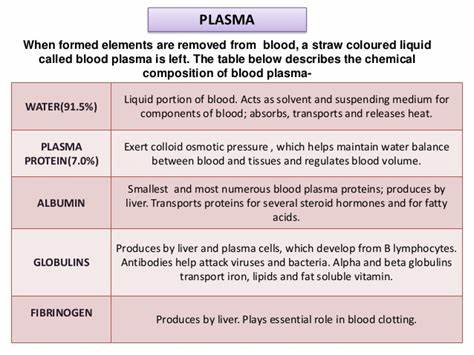 PLASMA
When formed elements are removed from blood, a straw coloured liquid
called blood plasma is left. The table below describes the chemical
composition of blood plasma-
WATER(91.5%)
Liquid portion of blood. Acts as solvent and suspending medium for
components of blood; absorbs, transports and releases heat.
PLASMA
PROTEIN(7.0%)
Exert colloid osmotic pressure , which helps maintain water balance
between blood and tissues and regulates blood volume.
ALBUMIN
Smallest and most numerous blood plasma proteins; produces by
liver. Transports proteins for several steroid hormones and for fatty
acids.
GLOBULINS
Produces by liver and plasma cells, which develop from B lymphocytes.
Antibodies help attack viruses and bacteria. Alpha and beta globulins
transport iron, lipids and fat soluble vitamin.
FIBRINOGEN
Produces by liver. Plays essential role in blood clotting.